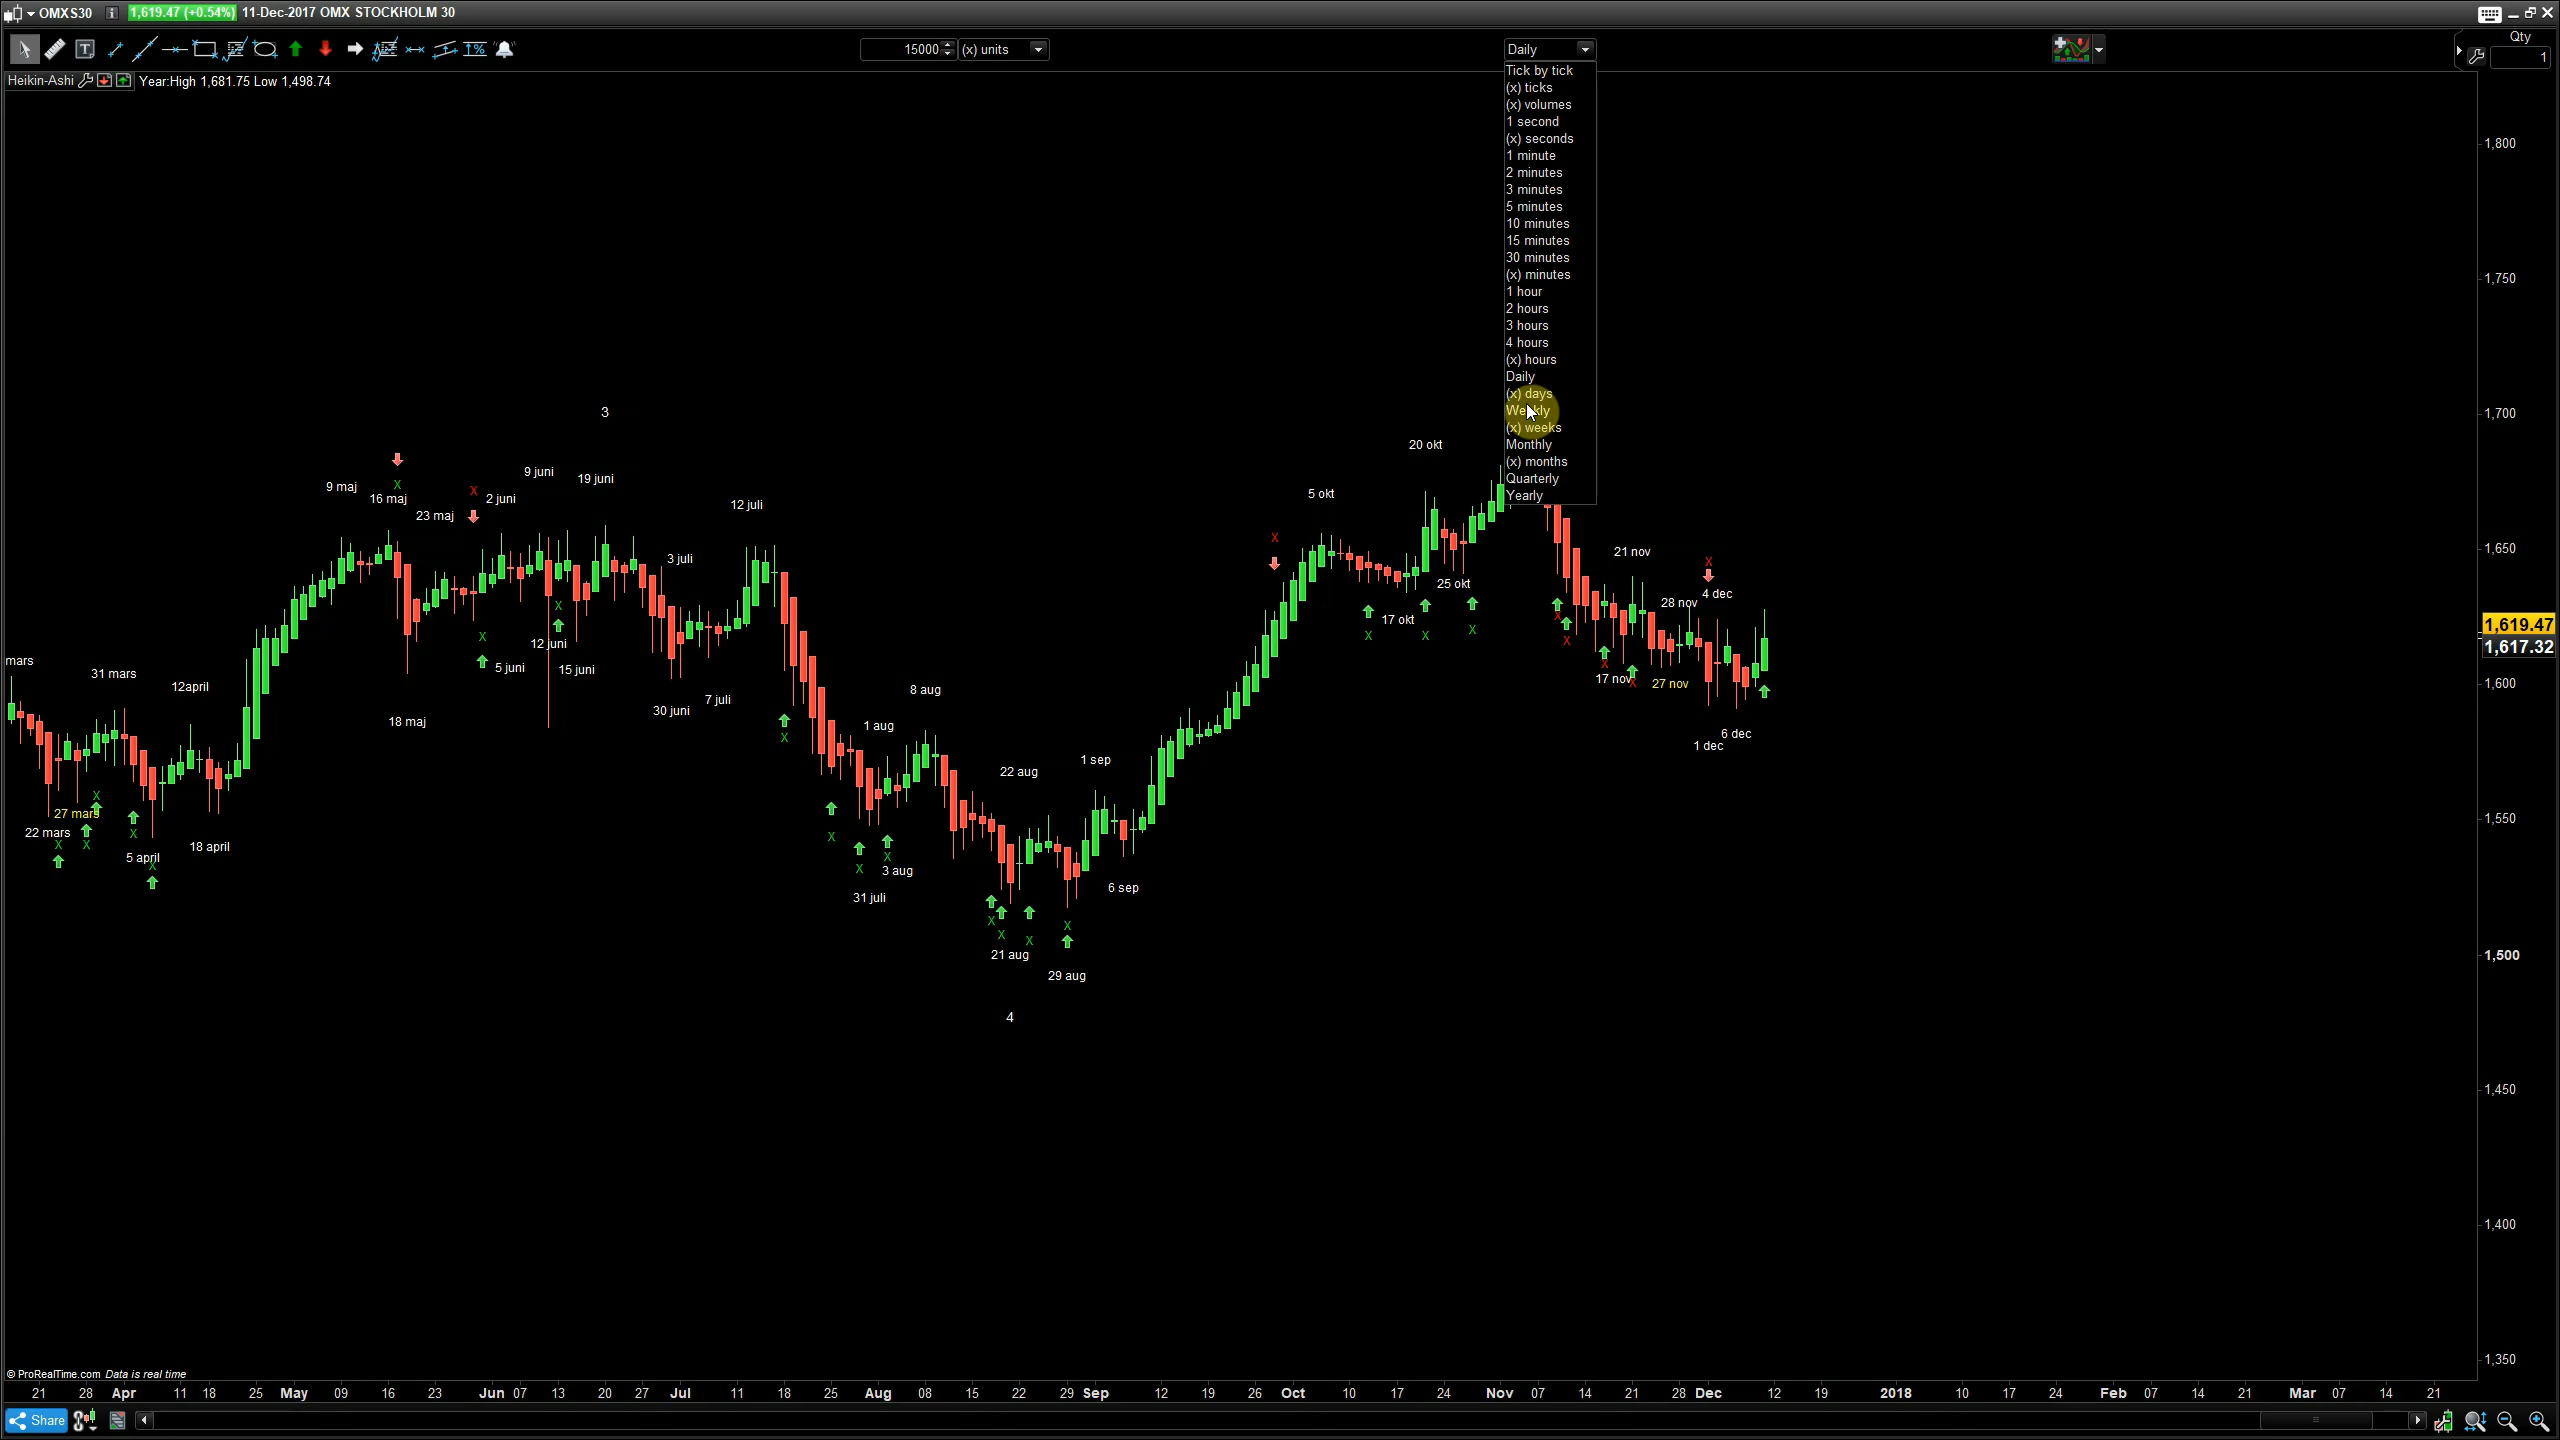 OMXS30 i 1,619.47 (+0.54%) 11-Dec-2017 OMX STOCKHOLM 30
15000 (x) units Daily Qty
1
Heikin-Ashi Year:High 1,681.75 Low 1,498.74
Tick by tick
(x) ticks
(x) volumes
1 second
(x) seconds
1 minute
2 minutes
3 minutes
5 minutes
10 minutes
15 minutes
30 minutes
(x) minutes
1 hour
2 hours
3 hours
4 hours
(x) hours
Daily
(x) days
Weekly
(x) weeks
Monthly
(x) months
Quarterly
Yearly
1,800
1,750
1,700
1,650
1,619.47
1,617.32
1,600
1,550
1,500
1,450
1,400
1,350
mars
22 mars
27 mars
31 mars
5 april
12april
18 april
9 maj
16 maj
18 maj
23 maj
2 juni
5 juni
9 juni
12 juni
15 juni
19 juni
3
30 juni
3 juli
7 juli
12 juli
31 juli
1 aug
3 aug
8 aug
21 aug
4
22 aug
29 aug
1 sep
6 sep
5 okt
17 okt
20 okt
25 okt
17 nov
21 nov
27 nov
28 nov
1 dec
4 dec
6 dec
© ProRealTime.com Data is real time
21 28 Apr 11 18 25 May 09 16 23 Jun 07 13 20 27 Jul 11 18 25 Aug 08 15 22 29 Sep 12 19 26 Oct 10 17 24 Nov 07 14 21 28 Dec 12 19 2018 10 17 24 Feb 07 14 21 Mar 07 14 21
Share